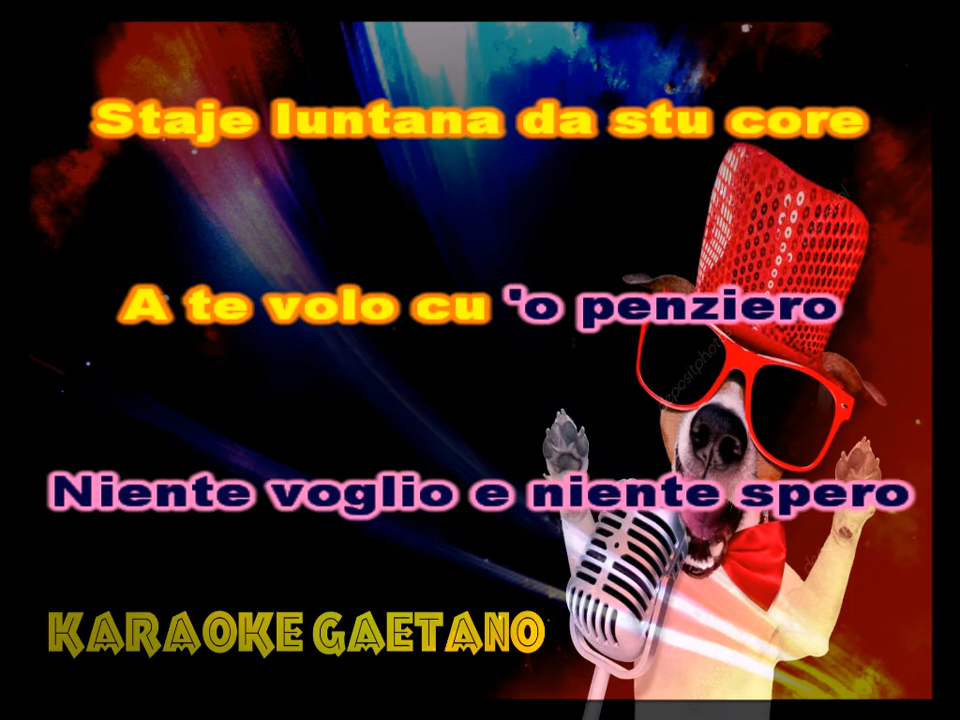 Staje luntana da stu core
A te volo cu 'o penziero
Niente voglio e niente spero
KARAOKE GAETANO